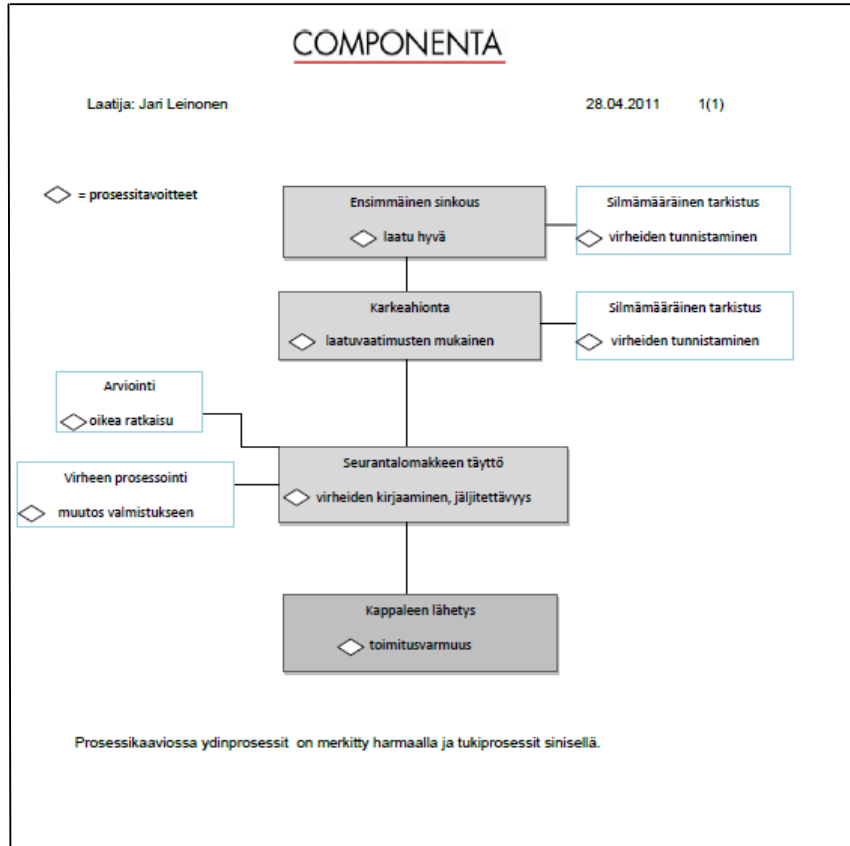 COMPONENTA
Laatija: Jari Leinonen 28.04.2011 1(1)
= prosessitavoitteet
Ensimmäinen sinkous
laatu hyvä
Silmämääräinen tarkistus
virheiden tunnistaminen
Karkeahionta
laatuvaatimusten mukainen
Silmämääräinen tarkistus
virheiden tunnistaminen
Arviointi
oikea ratkaisu
Virheen prosessointi
muutos valmistukseen
Seurantalomakkeen täyttö
virheiden kirjaaminen, jäljitettävyys
Kappaleen lähetys
toimitusvarmuus
Prosessikaaviossa ydinprosessit on merkitty harmaalla ja tukiprosessit sinisellä.